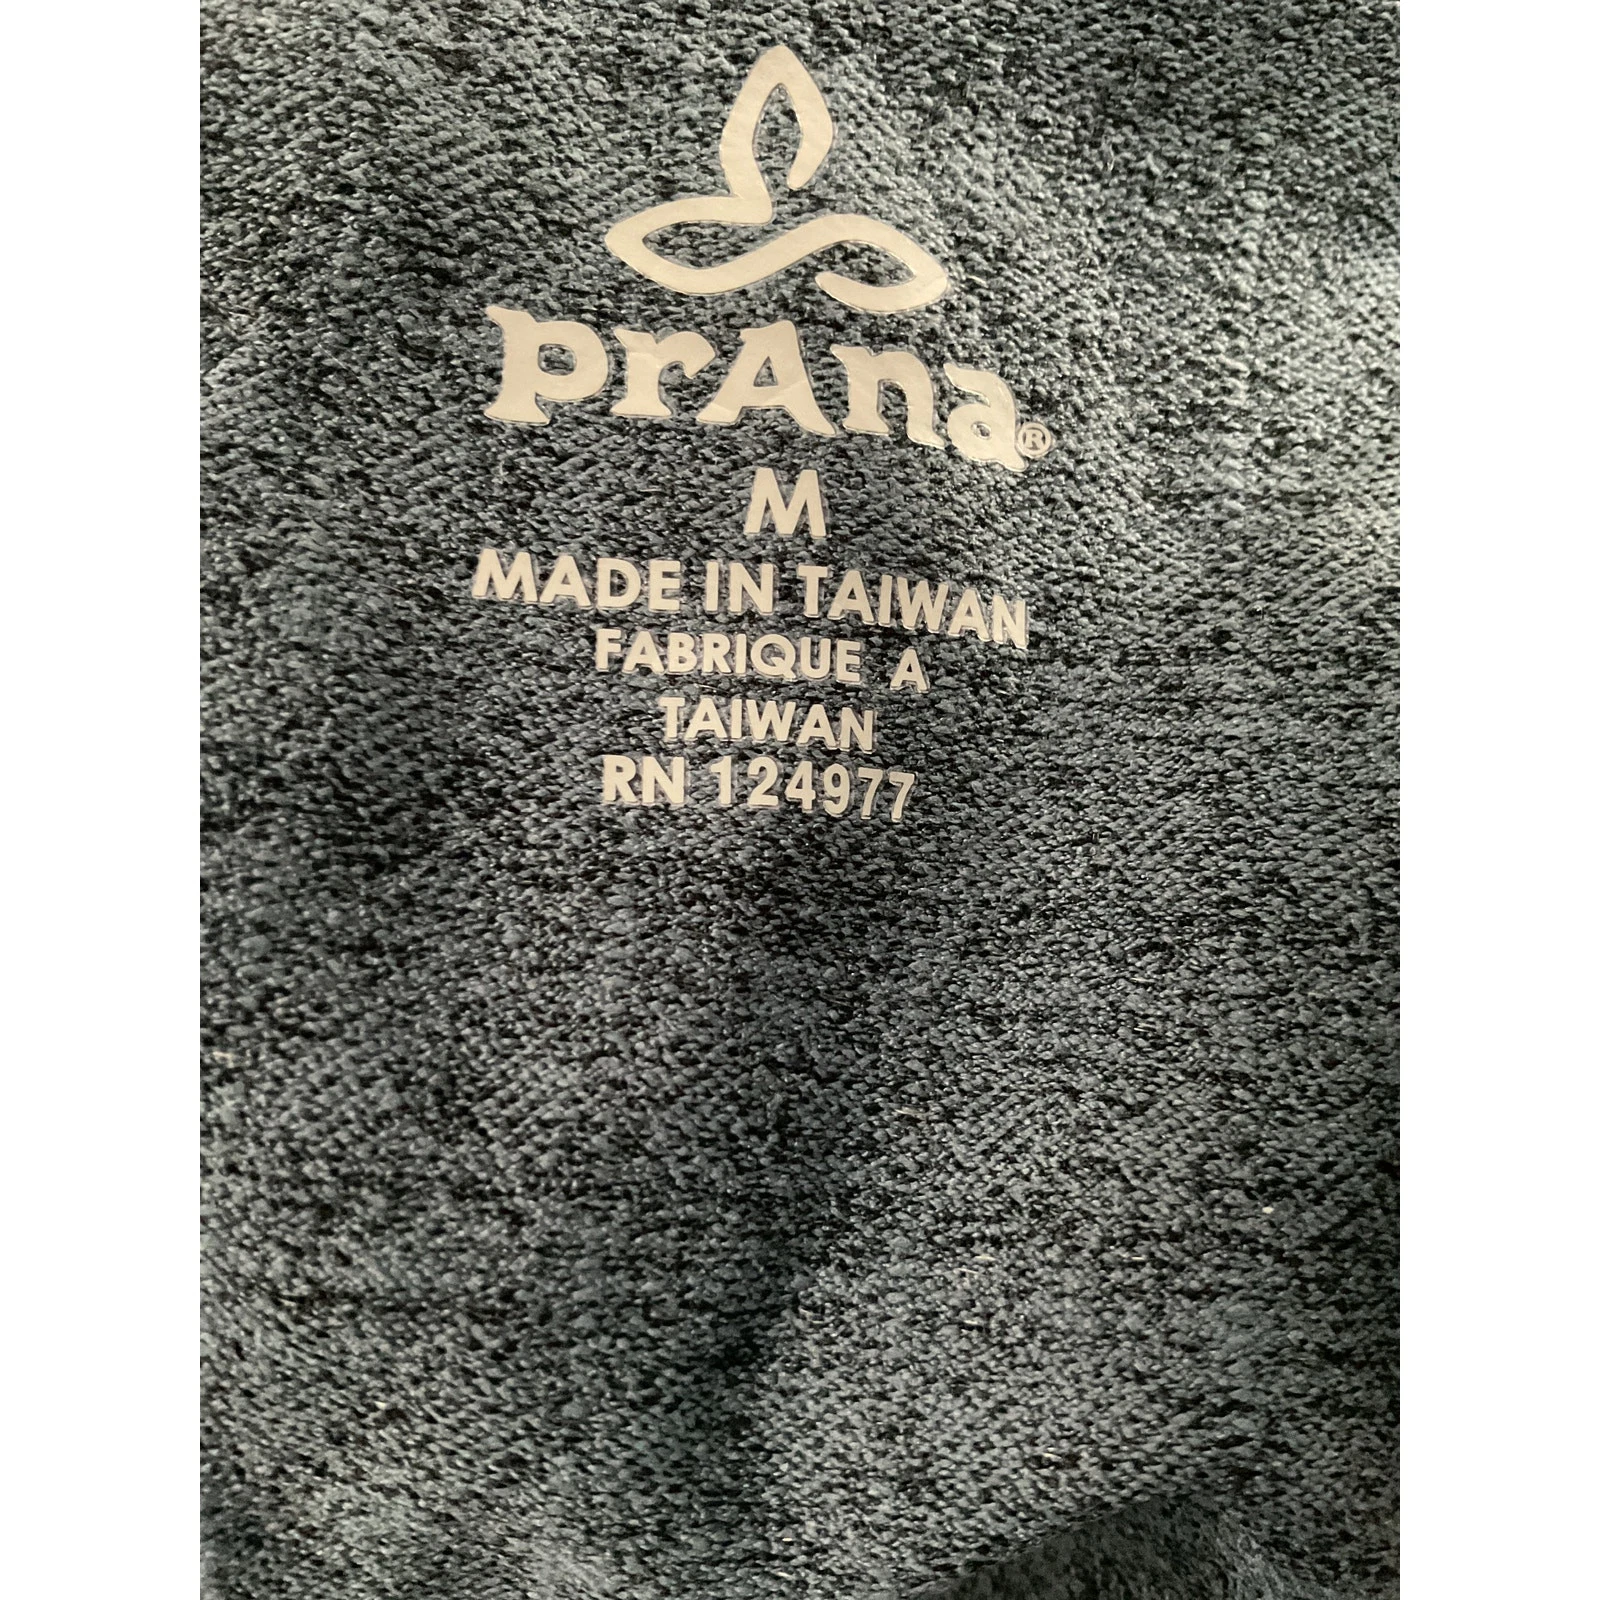 prAna®
M
MADE IN TAIWAN
FABRIQUE A
TAIWAN
RN 124977